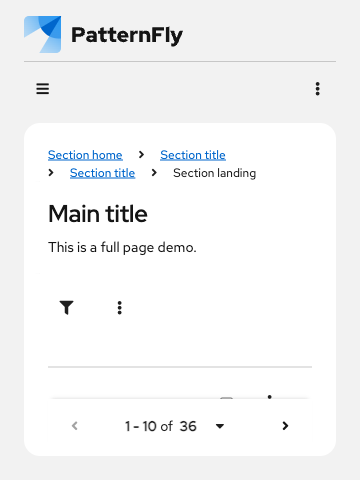 PatternFly
Section home Section title
Section title Section landing
Main title
This is a full page demo.
1 - 10 of 36